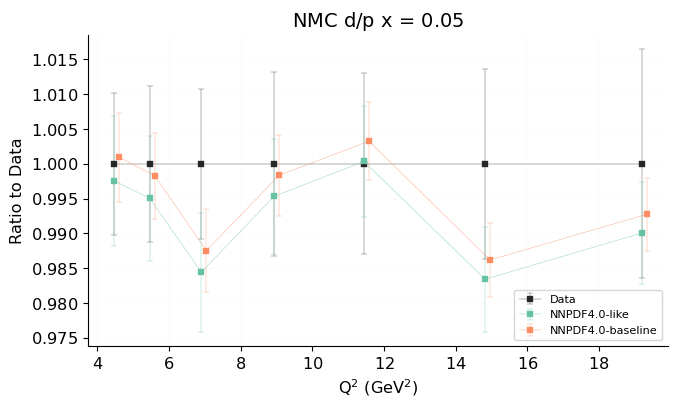 NMC d/p x = 0.05
Ratio to Data
1.015
1.010
1.005
1.000
0.995
0.990
0.985
0.980
0.975
4 6 8 10 12 14 16 18
Q² (GeV²)
Data
NNPDF4.0-like
NNPDF4.0-baseline